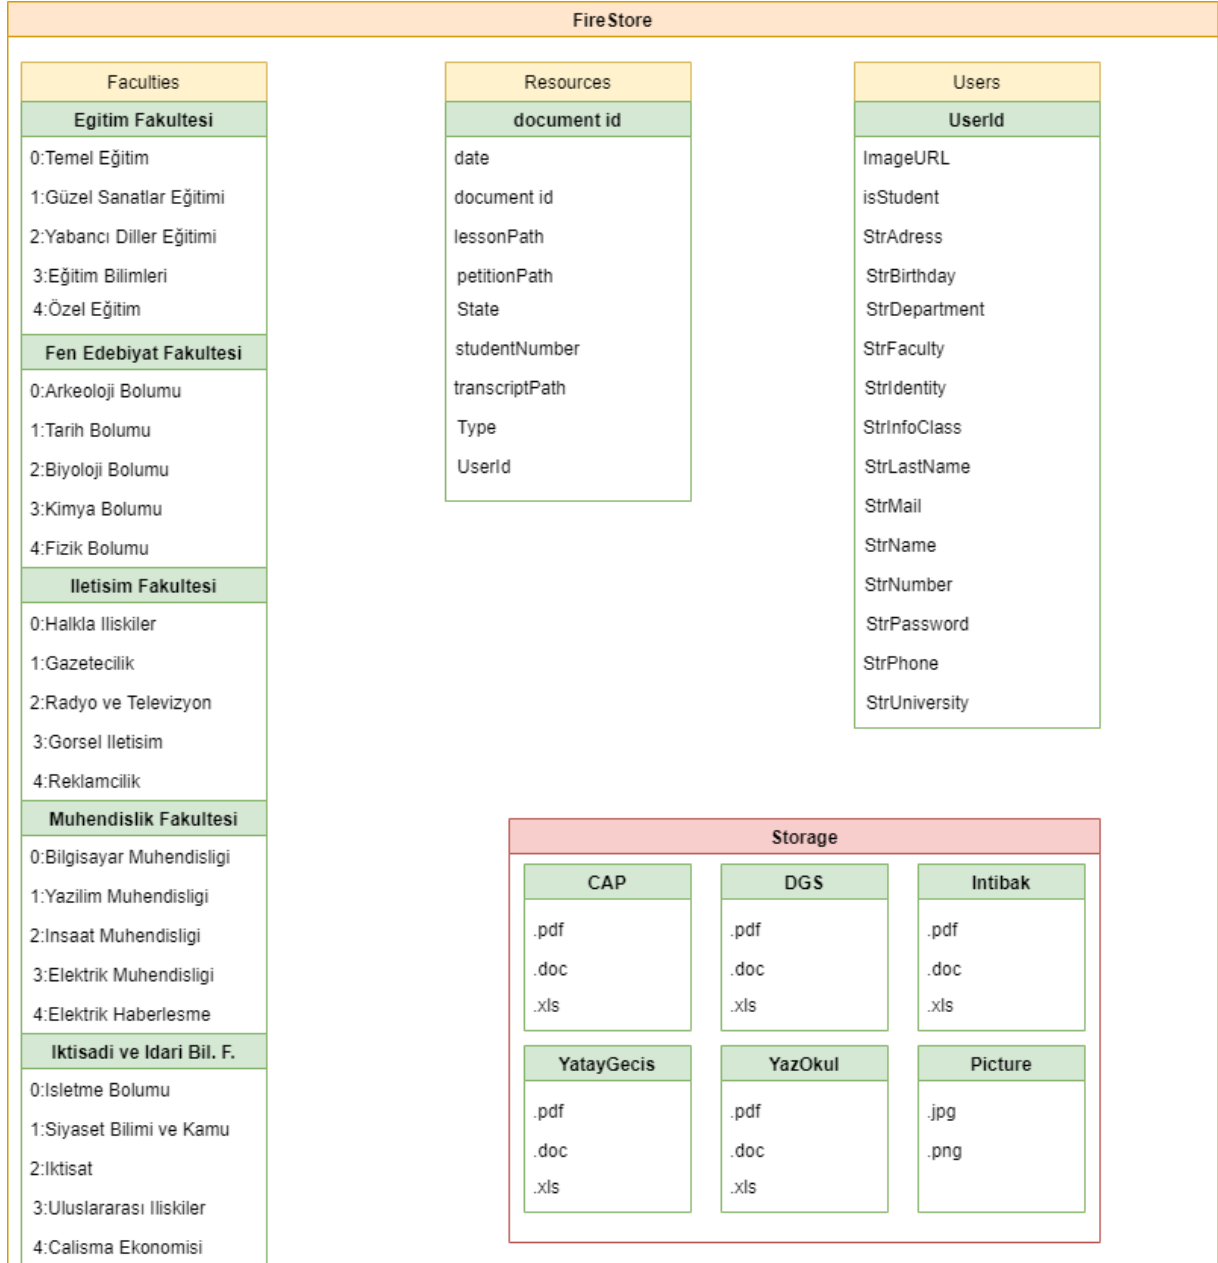 FireStore
Faculties
Egitim Fakultesi
0:Temel Eğitim
1:Güzel Sanatlar Eğitimi
2:Yabancı Diller Eğitimi
3:Eğitim Bilimleri
4:Özel Eğitim
Fen Edebiyat Fakultesi
0:Arkeoloji Bolumu
1:Tarih Bolumu
2:Biyoloji Bolumu
3:Kimya Bolumu
4:Fizik Bolumu
Iletisim Fakultesi
0:Halkla Iliskiler
1:Gazetecilik
2:Radyo ve Televizyon
3:Gorsel Iletisim
4:Reklamcilik
Muhendislik Fakultesi
0:Bilgisayar Muhendisligi
1:Yazilim Muhendisligi
2:Insaat Muhendisligi
3:Elektrik Muhendisligi
4:Elektrik Haberlesme
Iktisadi ve Idari Bil. F.
0:Isletme Bolumu
1:Siyaset Bilimi ve Kamu
2:Iktisat
3:Uluslararası Iliskiler
4:Calisma Ekonomisi
Resources
document id
date
document id
lessonPath
petitionPath
State
studentNumber
transcriptPath
Type
UserId
Users
UserId
ImageURL
isStudent
StrAdress
StrBirthday
StrDepartment
StrFaculty
StrIdentity
StrInfoClass
StrLastName
StrMail
StrName
StrNumber
StrPassword
StrPhone
StrUniversity
Storage
CAP
.pdf
.doc
.xls
DGS
.pdf
.doc
.xls
Intibak
.pdf
.doc
.xls
YatayGecis
.pdf
.doc
.xls
YazOkul
.pdf
.doc
.xls
Picture
.jpg
.png